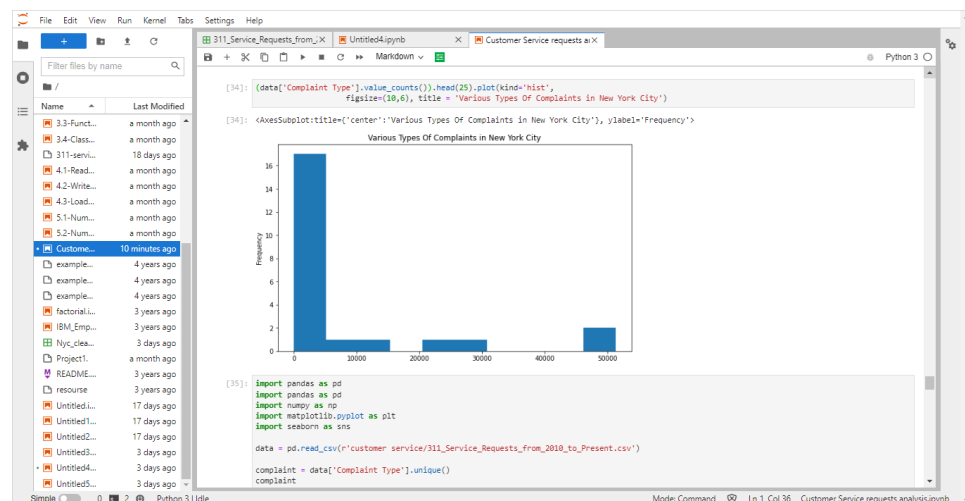 File Edit View Run Kernel Tabs Settings Help
311_Service_Requests_from_
Untitled4.ipynb
Customer Service requests a
Filter files by name
Markdown
Python 3
/
Name Last Modified
3.3-Funct... a month ago
3.4-Class... a month ago
311-servi... 18 days ago
4.1-Read... a month ago
4.2-Write... a month ago
4.3-Load... a month ago
5.1-Num... a month ago
5.2-Num... a month ago
Custome... 10 minutes ago
example... 4 years ago
example... 4 years ago
example... 4 years ago
factorial.i... 3 years ago
IBM_Emp... 3 years ago
Nyc_clea... 3 days ago
Project1. a month ago
README.... 3 years ago
resourse 3 years ago
Untitled.i... 17 days ago
Untitled1... 17 days ago
Untitled2... 17 days ago
Untitled3... 3 days ago
Untitled4... 3 days ago
Untitled5... 3 days ago
[34]: (data['Complaint Type'].value_counts()).head(25).plot(kind='hist',
figsize=(10,6), title = 'Various Types Of Complaints in New York City')
[34]: <AxesSubplot:title={'center':'Various Types Of Complaints in New York City'}, ylabel='Frequency'>
Various Types Of Complaints in New York City
Frequency
16
14
12
10
8
6
4
2
0
0 10000 20000 30000 40000 50000
[35]: import pandas as pd
import pandas as pd
import numpy as np
import matplotlib.pyplot as plt
import seaborn as sns
data = pd.read_csv(r'customer service/311_Service_Requests_from_2010_to_Present.csv')
complaint = data['Complaint Type'].unique()
complaint
Simple 0 2 Python 3 | Idle Mode: Command Ln 1, Col 36 Customer Service requests analysis.ipynb